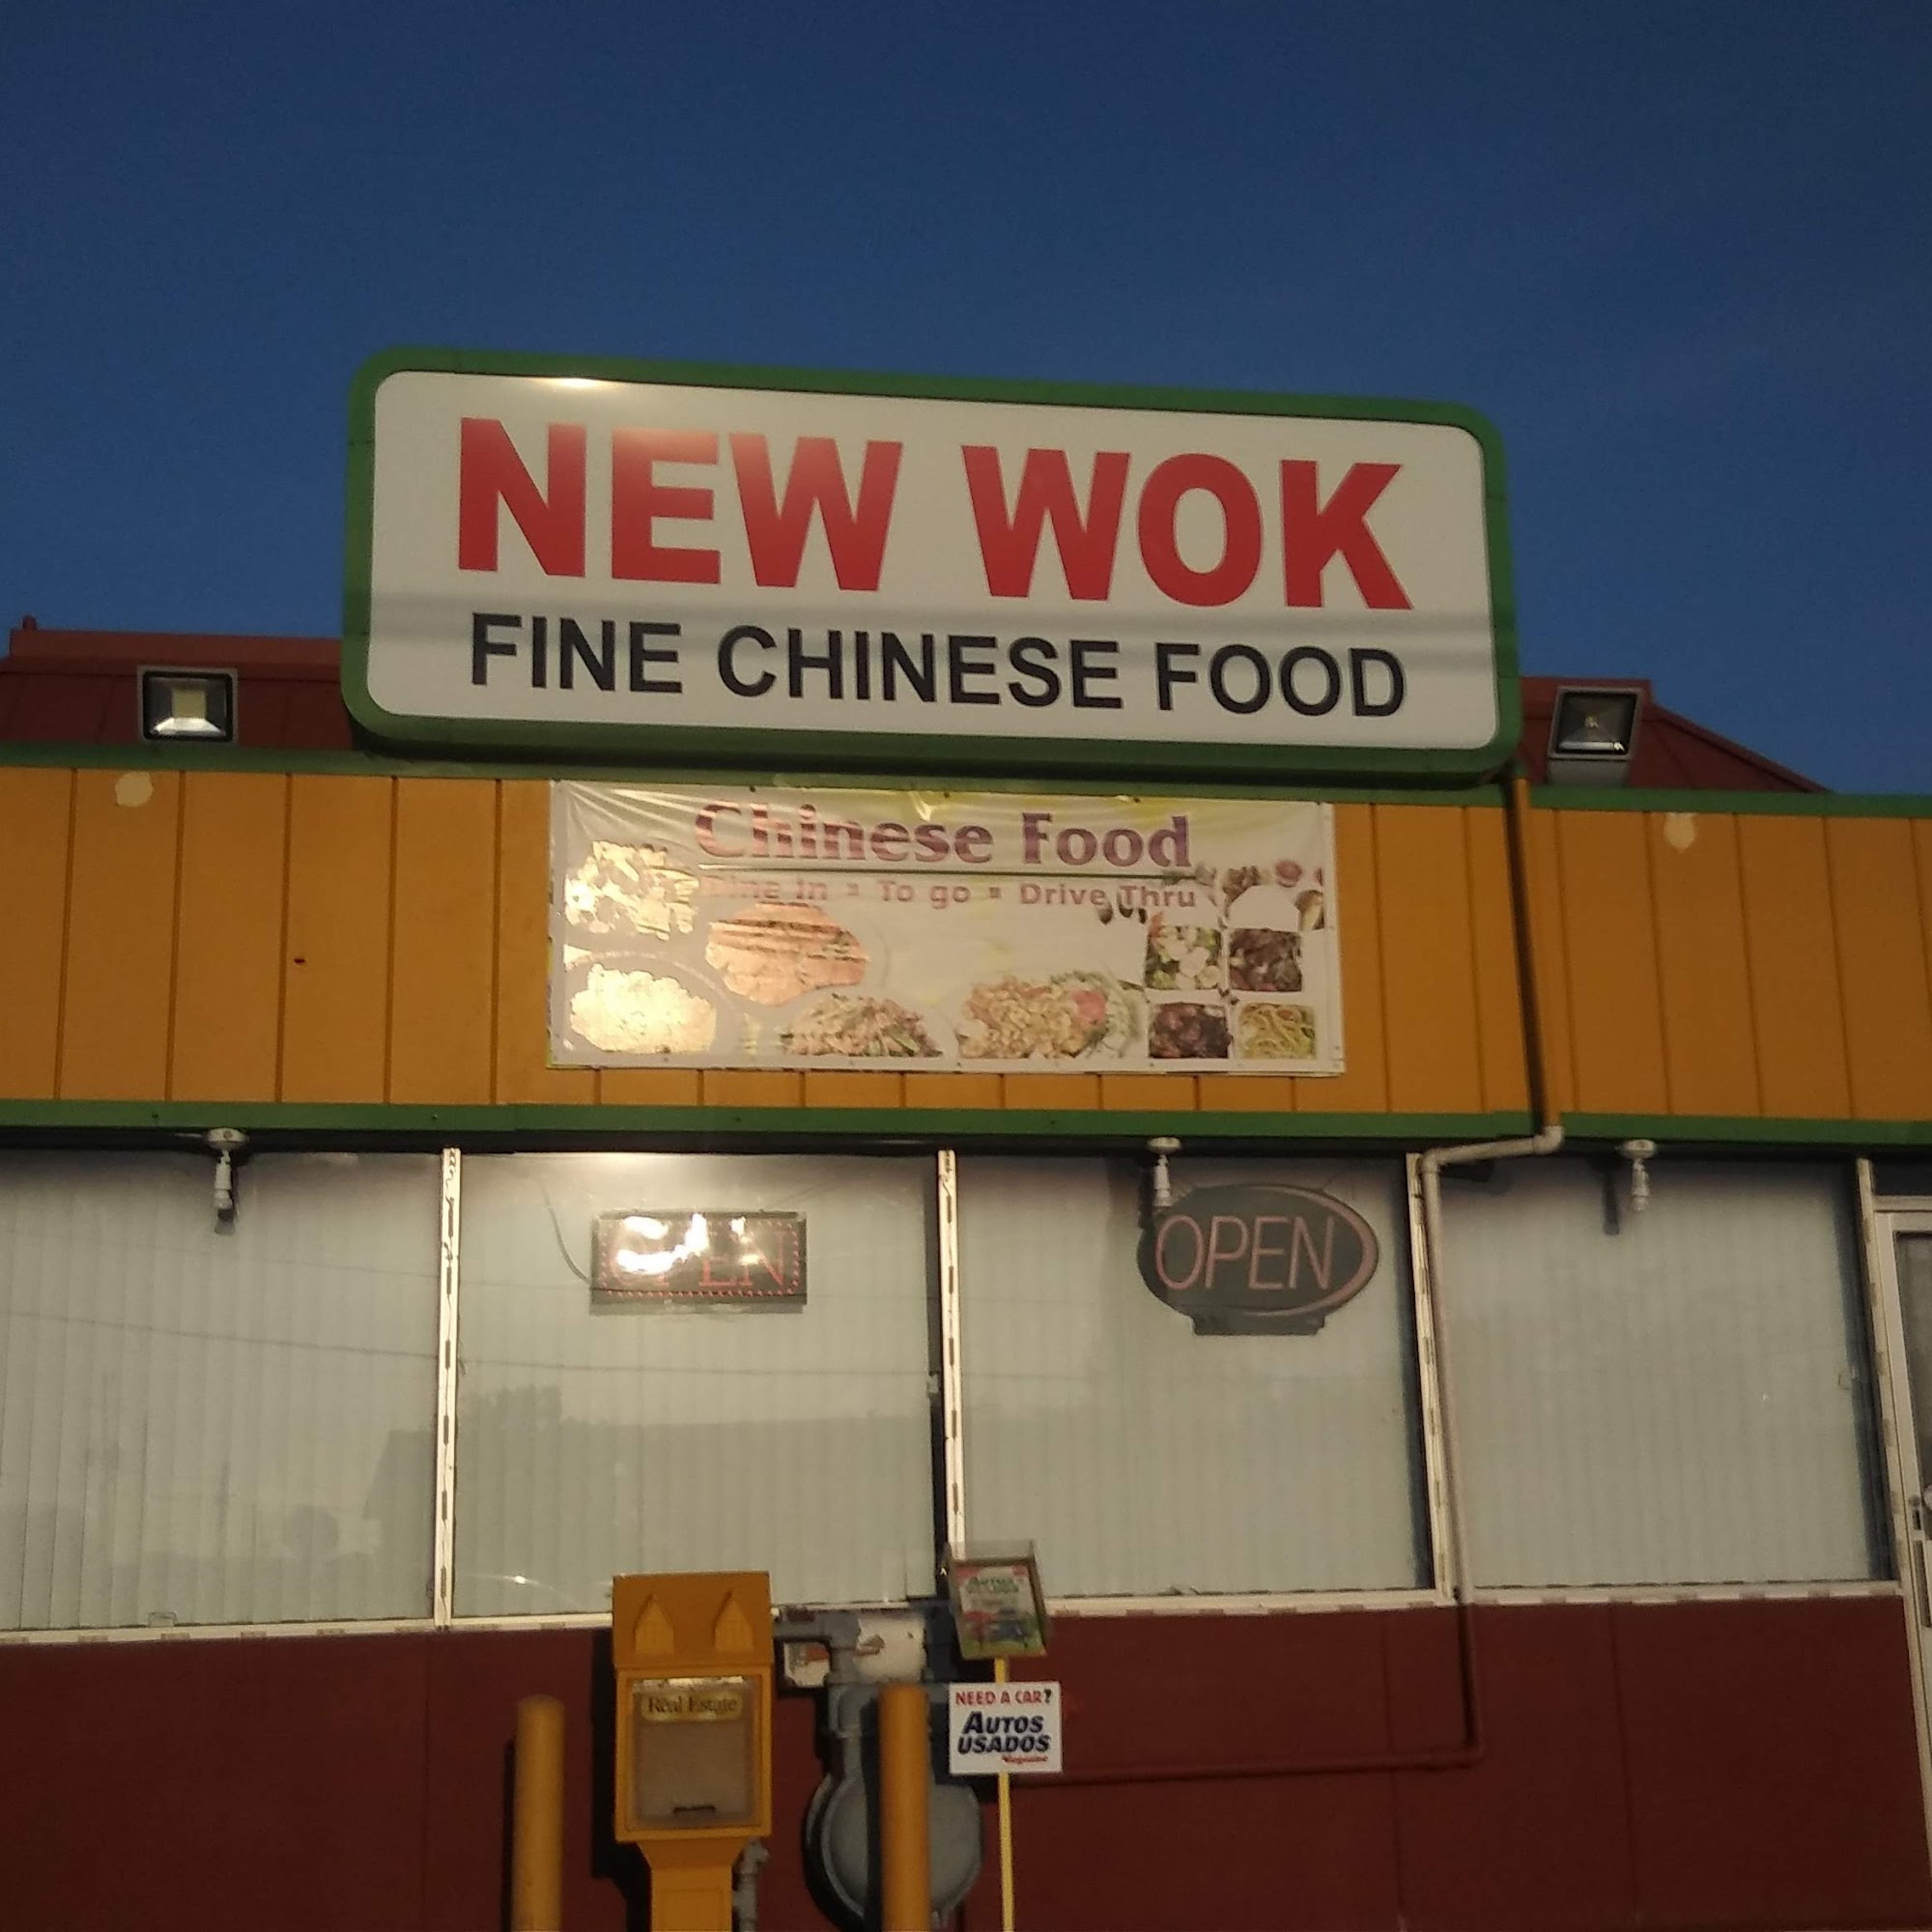 NEW WOK
FINE CHINESE FOOD
Chinese Food
Dine In • To go • Drive Thru
OPEN
OPEN
Real Estate
NEED A CAR?
AUTOS
USADOS
Magazine